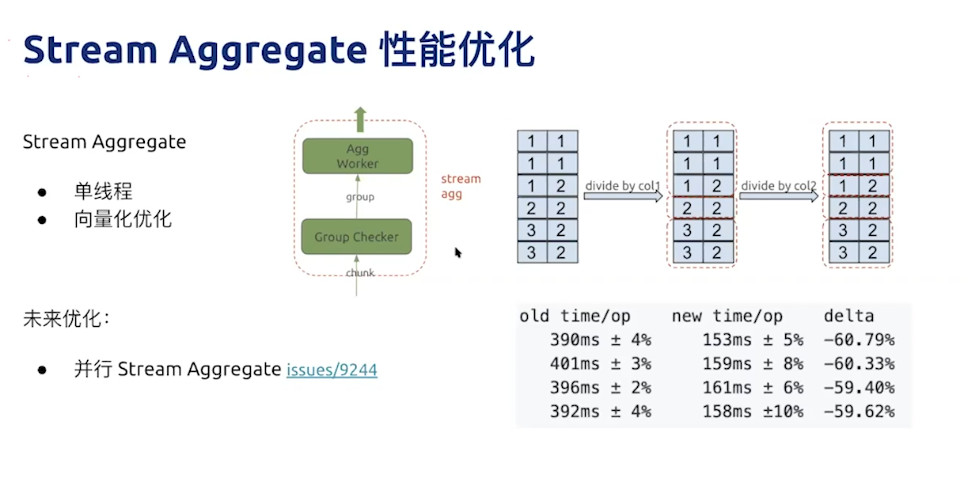 Stream Aggregate 性能优化
Stream Aggregate
● 单线程
● 向量化优化
未来优化：
● 并行 Stream Aggregate issues/9244
Agg
Worker
group
Group Checker
chunk
stream
agg
1 1
1 1
1 2
2 2
3 2
3 2
divide by col1
1 1
1 1
1 2
2 2
3 2
3 2
divide by col2
1 1
1 1
1 2
2 2
3 2
3 2
old time/op new time/op delta
390ms ± 4% 153ms ± 5% -60.79%
401ms ± 3% 159ms ± 8% -60.33%
396ms ± 2% 161ms ± 6% -59.40%
392ms ± 4% 158ms ±10% -59.62%